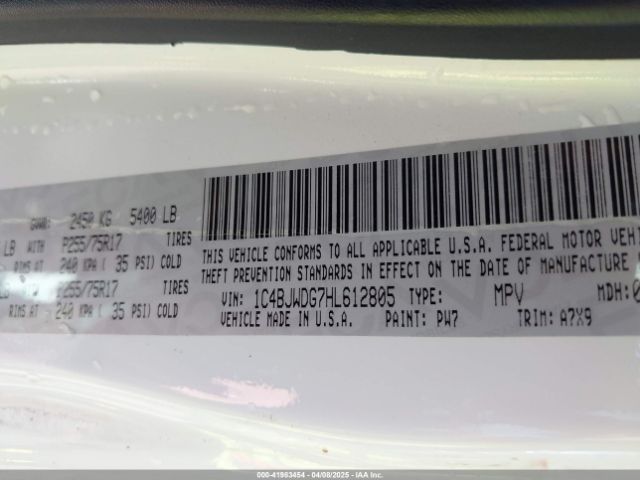 GVWR: 2450 KG 5400 LB
LB WITH P255/75R17 TIRES
RIMS AT 240 KPA ( 35 PSI) COLD
P255/75R17 TIRES
RIMS AT 240 KPA ( 35 PSI) COLD
THIS VEHICLE CONFORMS TO ALL APPLICABLE U.S.A. FEDERAL MOTOR
THEFT PREVENTION STANDARDS IN EFFECT ON THE DATE OF MANUFACTURE
VIN: 1C4BJWDG7HL612805 TYPE: MPV MDH:0
VEHICLE MADE IN U.S.A. PAINT: PW7 TRIM: A7X9
000-41963454 - 04/08/2025 - IAA Inc.